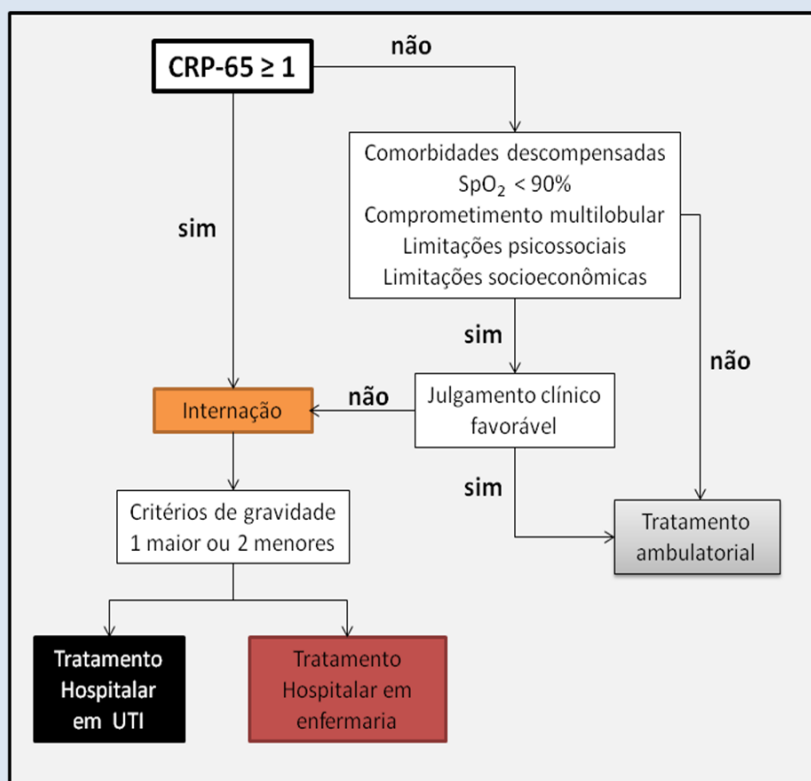 CRP-65 ≥ 1
não
Comorbidades descompensadas
SpO₂ < 90%
Comprometimento multilobular
Limitações psicossociais
Limitações socioeconômicas
sim
sim
não
Julgamento clínico
favorável
não
Internação
sim
Critérios de gravidade
1 maior ou 2 menores
Tratamento
ambulatorial
Tratamento
Hospitalar
em UTI
Tratamento
Hospitalar em
enfermaria